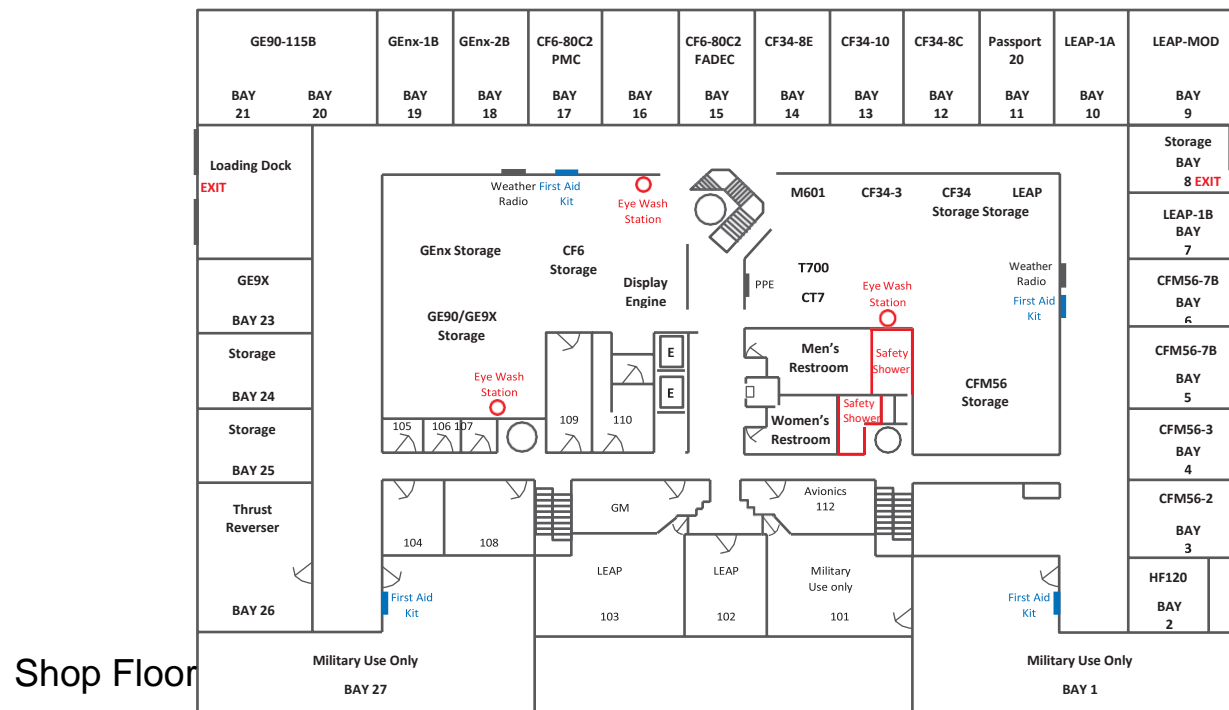 GE90-115B
GEnx-1B
GEnx-2B
CF6-80C2
PMC
CF6-80C2
FADEC
CF34-8E
CF34-10
CF34-8C
Passport
20
LEAP-1A
LEAP-MOD
BAY
21
BAY
20
BAY
19
BAY
18
BAY
17
BAY
16
BAY
15
BAY
14
BAY
13
BAY
12
BAY
11
BAY
10
BAY
9
Loading Dock
EXIT
Storage
BAY
8 EXIT
Weather
Radio
First Aid
Kit
Eye Wash
Station
M601
CF34-3
CF34
LEAP
Storage Storage
LEAP-1B
BAY
7
GEnx Storage
CF6
Storage
Display
Engine
PPE
T700
CT7
Eye Wash
Station
Weather
Radio
First Aid
Kit
GE9X
BAY 23
CFM56-7B
BAY
6
GE90/GE9X
Storage
Storage
BAY 24
Eye Wash
Station
E
E
Men's
Restroom
Safety
Shower
CFM56
Storage
CFM56-7B
BAY
5
Storage
BAY 25
105
106 107
109
110
Women's
Restroom
Safety
Shower
CFM56-3
BAY
4
Thrust
Reverser
BAY 26
104
108
GM
Avionics
112
CFM56-2
BAY
3
First Aid
Kit
LEAP
103
LEAP
102
Military
Use only
101
First Aid
Kit
HF120
BAY
2
Shop Floor
Military Use Only
BAY 27
Military Use Only
BAY 1